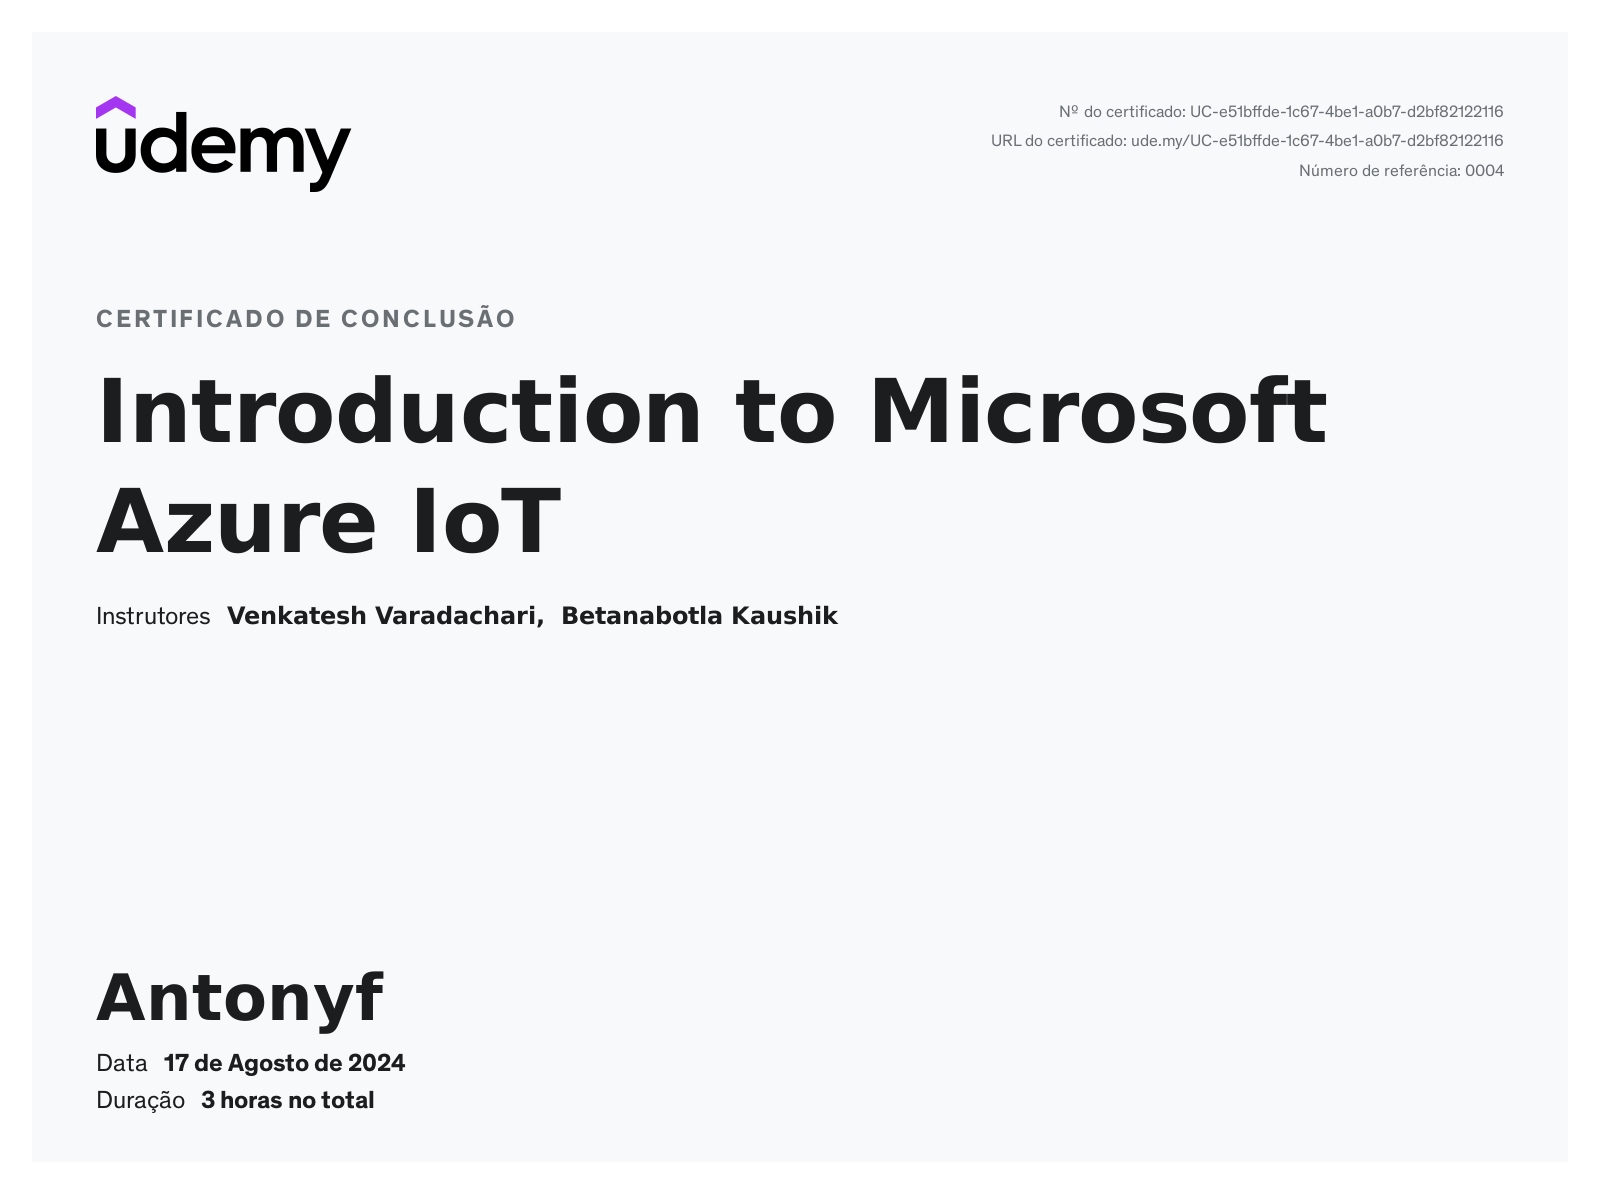 udemy
Nº do certificado: UC-e51bffde-1c67-4be1-a0b7-d2bf82122116
URL do certificado: ude.my/UC-e51bffde-1c67-4be1-a0b7-d2bf82122116
Número de referência: 0004
CERTIFICADO DE CONCLUSÃO
Introduction to Microsoft
Azure IoT
Instrutores Venkatesh Varadachari, Betanabotla Kaushik
Antonyf
Data 17 de Agosto de 2024
Duração 3 horas no total